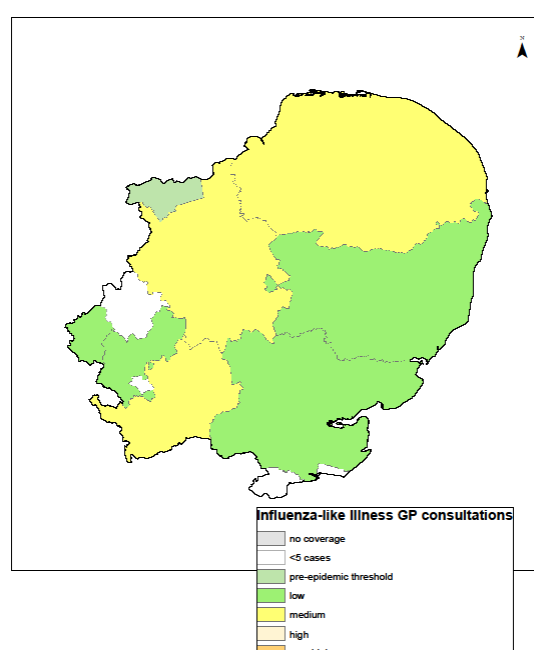 N
Influenza-like Illness GP consultations
no coverage
<5 cases
pre-epidemic threshold
low
medium
high